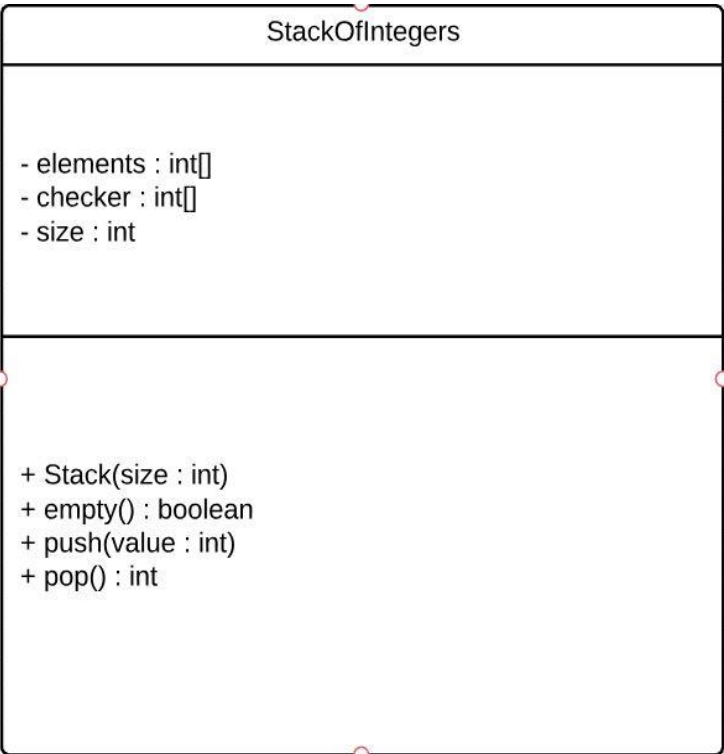 StackOfIntegers
- elements : int[]
- checker : int[]
- size : int
+ Stack(size : int)
+ empty() : boolean
+ push(value : int)
+ pop() : int